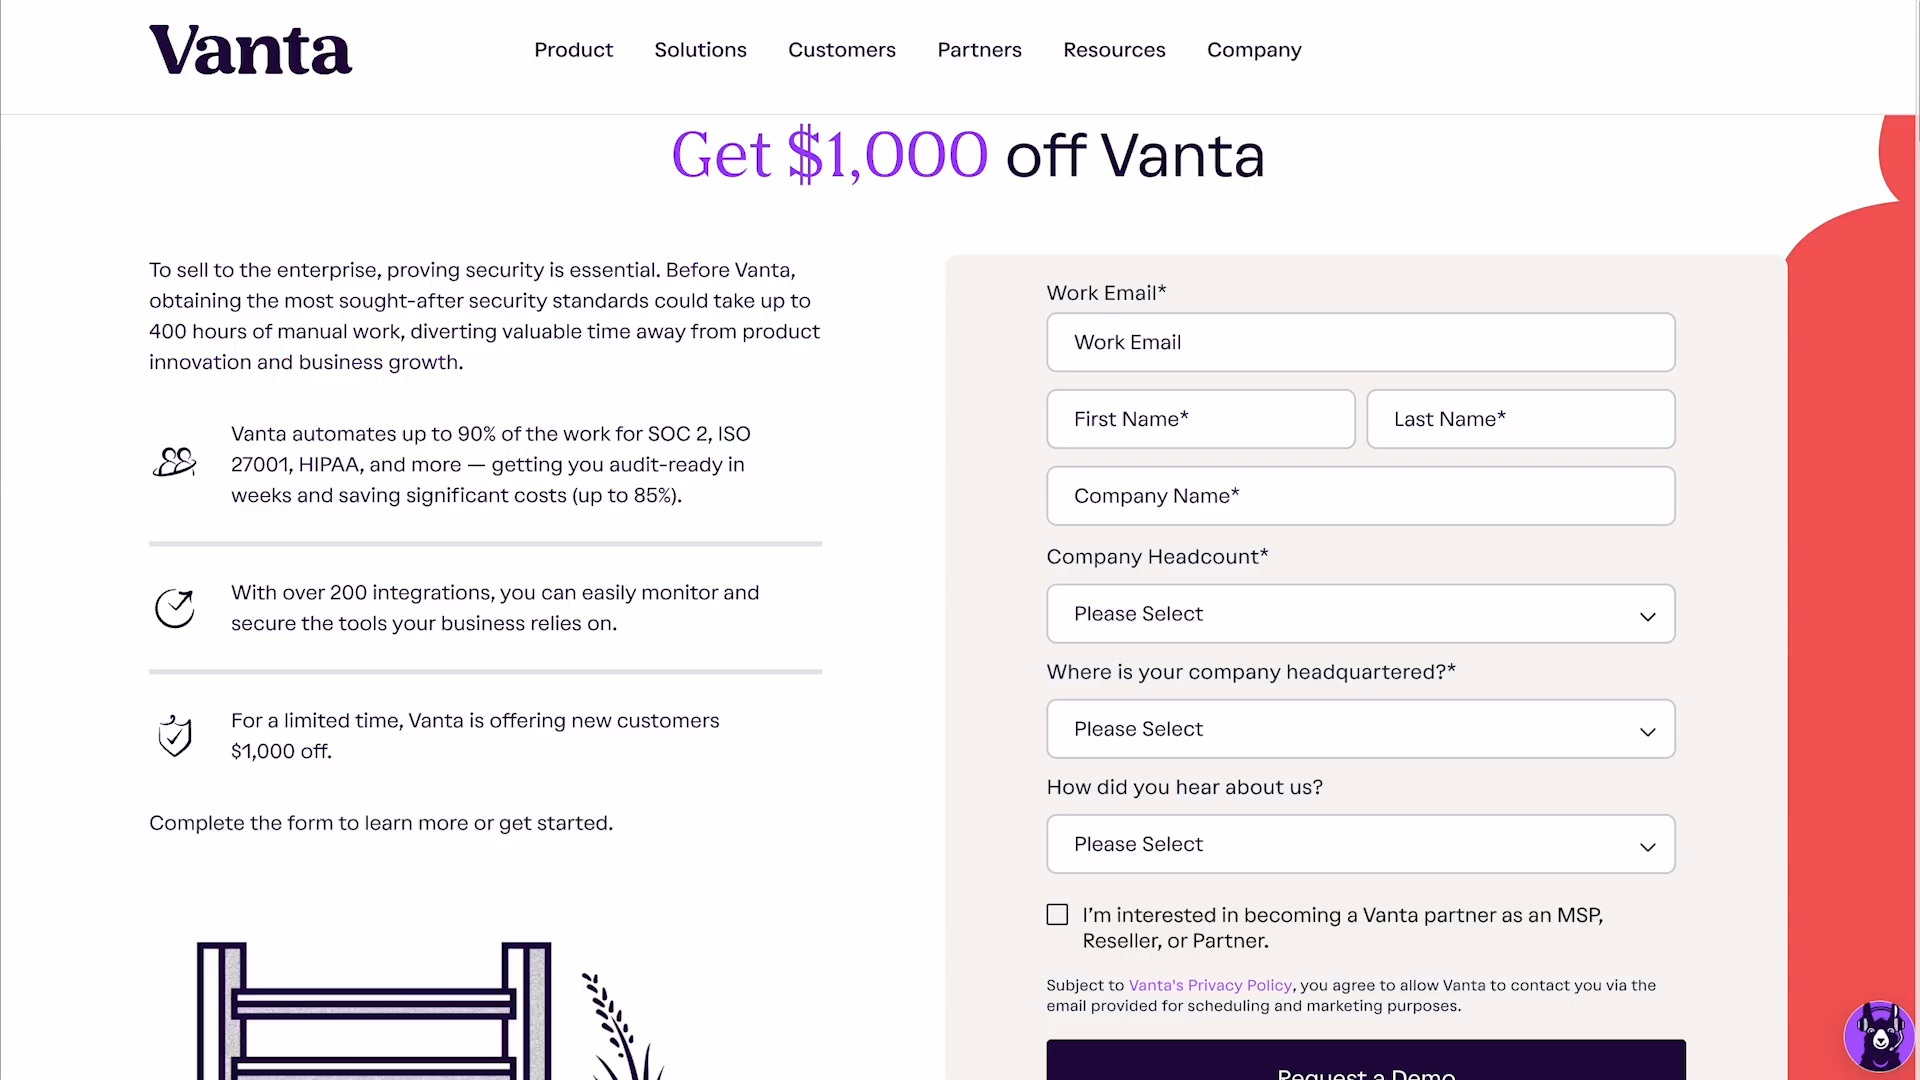 Vanta
Product Solutions Customers Partners Resources Company
Get $1,000 off Vanta
To sell to the enterprise, proving security is essential. Before Vanta,
obtaining the most sought-after security standards could take up to
400 hours of manual work, diverting valuable time away from product
innovation and business growth.
Vanta automates up to 90% of the work for SOC 2, ISO
27001, HIPAA, and more — getting you audit-ready in
weeks and saving significant costs (up to 85%).
With over 200 integrations, you can easily monitor and
secure the tools your business relies on.
For a limited time, Vanta is offering new customers
$1,000 off.
Complete the form to learn more or get started.
Work Email*
Work Email
First Name* Last Name*
Company Name*
Company Headcount*
Please Select
Where is your company headquartered?*
Please Select
How did you hear about us?
Please Select
I'm interested in becoming a Vanta partner as an MSP,
Reseller, or Partner.
Subject to Vanta's Privacy Policy, you agree to allow Vanta to contact you via the
email provided for scheduling and marketing purposes.
Request a Demo